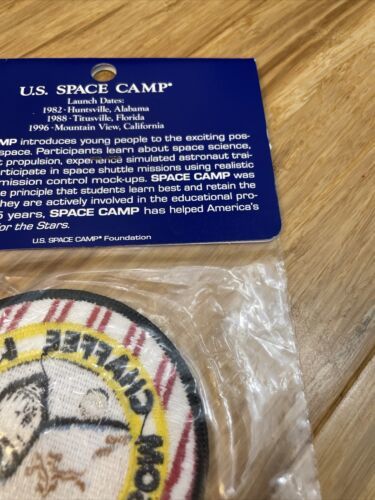 U.S. SPACE CAMP®
Launch Dates:
1982 - Huntsville, Alabama
1988 - Titusville, Florida
1996 - Mountain View, California
MP introduces young people to the exciting pos-
space. Participants learn about space science,
t propulsion, experience simulated astronaut trai-
rticipate in space shuttle missions using realistic
mission control mock-ups. SPACE CAMP was
e principle that students learn best and retain the
they are actively involved in the educational pro-
5 years, SPACE CAMP has helped America's
for the Stars.
U.S. SPACE CAMP® Foundation
CHAFFEE